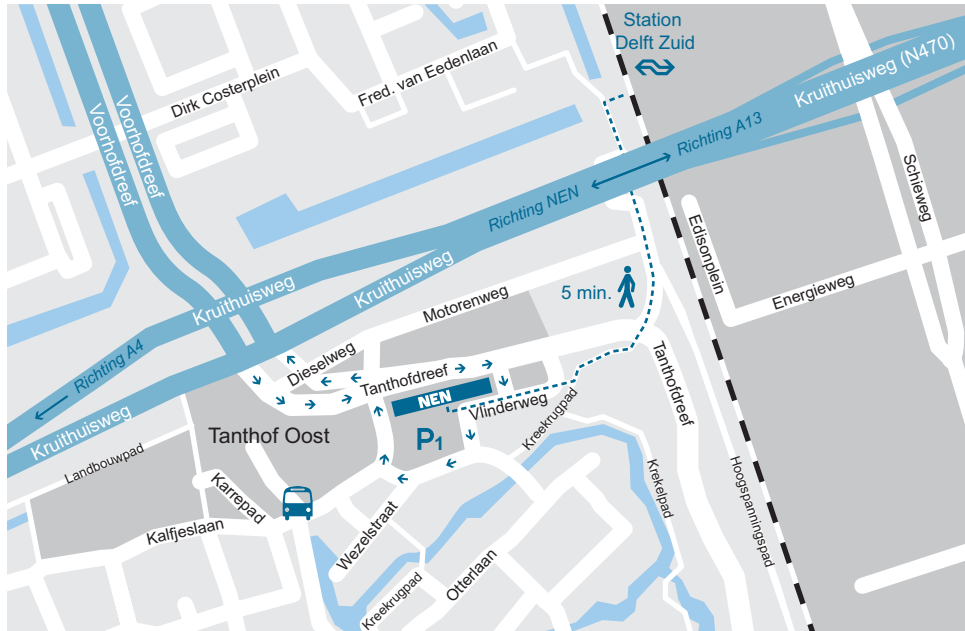 Station
Delft Zuid
Kruithuisweg (N470)
Dirk Costerplein
Fred. van Eedenlaan
Voorhofdreef
Voorhofdreef
Richting A13
Richting NEN
Schieweg
Edisonplein
Energieweg
Kruithuisweg
Kruithuisweg
Motorenweg
5 min.
Richting A4
Dieselweg
Tanthofdreef
NEN
Vlinderweg
Tanthofdreef
Kruithuisweg
Tanthof Oost
P1
Kreekrugpad
Landbouwpad
Karrepad
Krekelpad
Hoogspanningspad
Kalfjeslaan
Wezelstraat
Otterlaan
Kreekrugpad